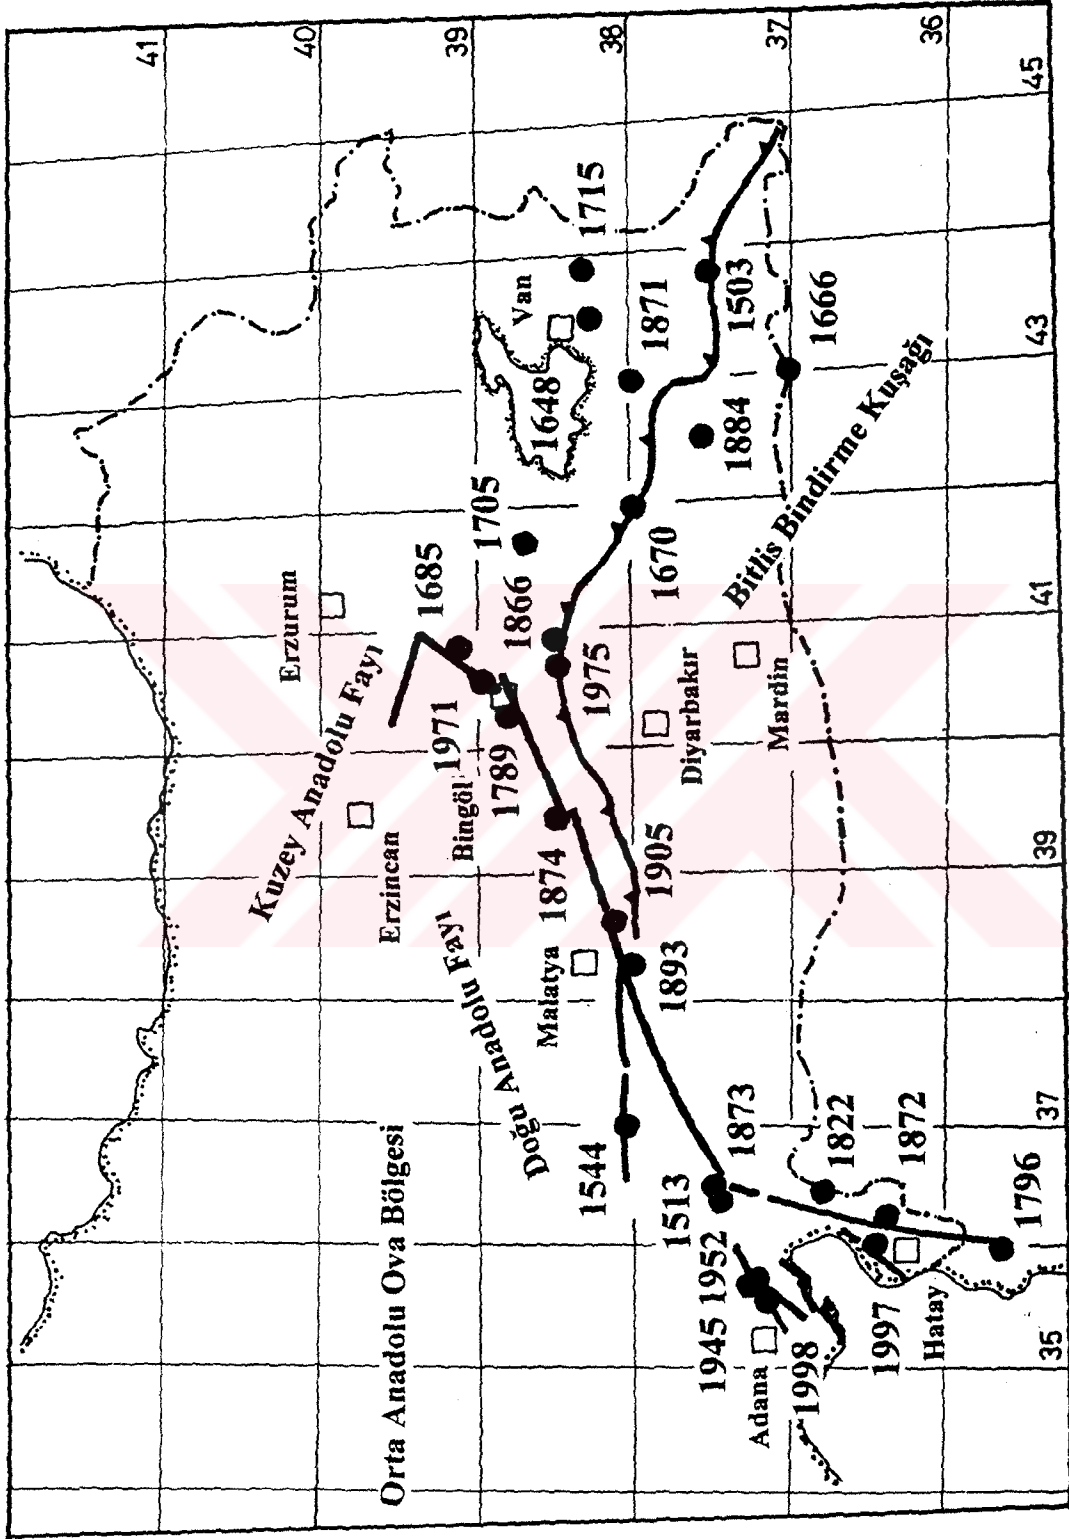 41
40
39
38
37
36
45
43
41
39
37
35
Orta Anadolu Ova Bölgesi
Kuzey Anadolu Fayı
Doğu Anadolu Fayı
Bitlis Bindirme Kuşağı
Erzurum
Erzincan
Bingöl
Malatya
Van
Diyarbakır
Mardin
Adana
Hatay
1715
1648
1871
1503
1666
1884
1705
1670
1685
1866
1975
1971
1789
1874
1905
1893
1544
1513
1873
1822
1872
1796
1945 1952
1998
1997